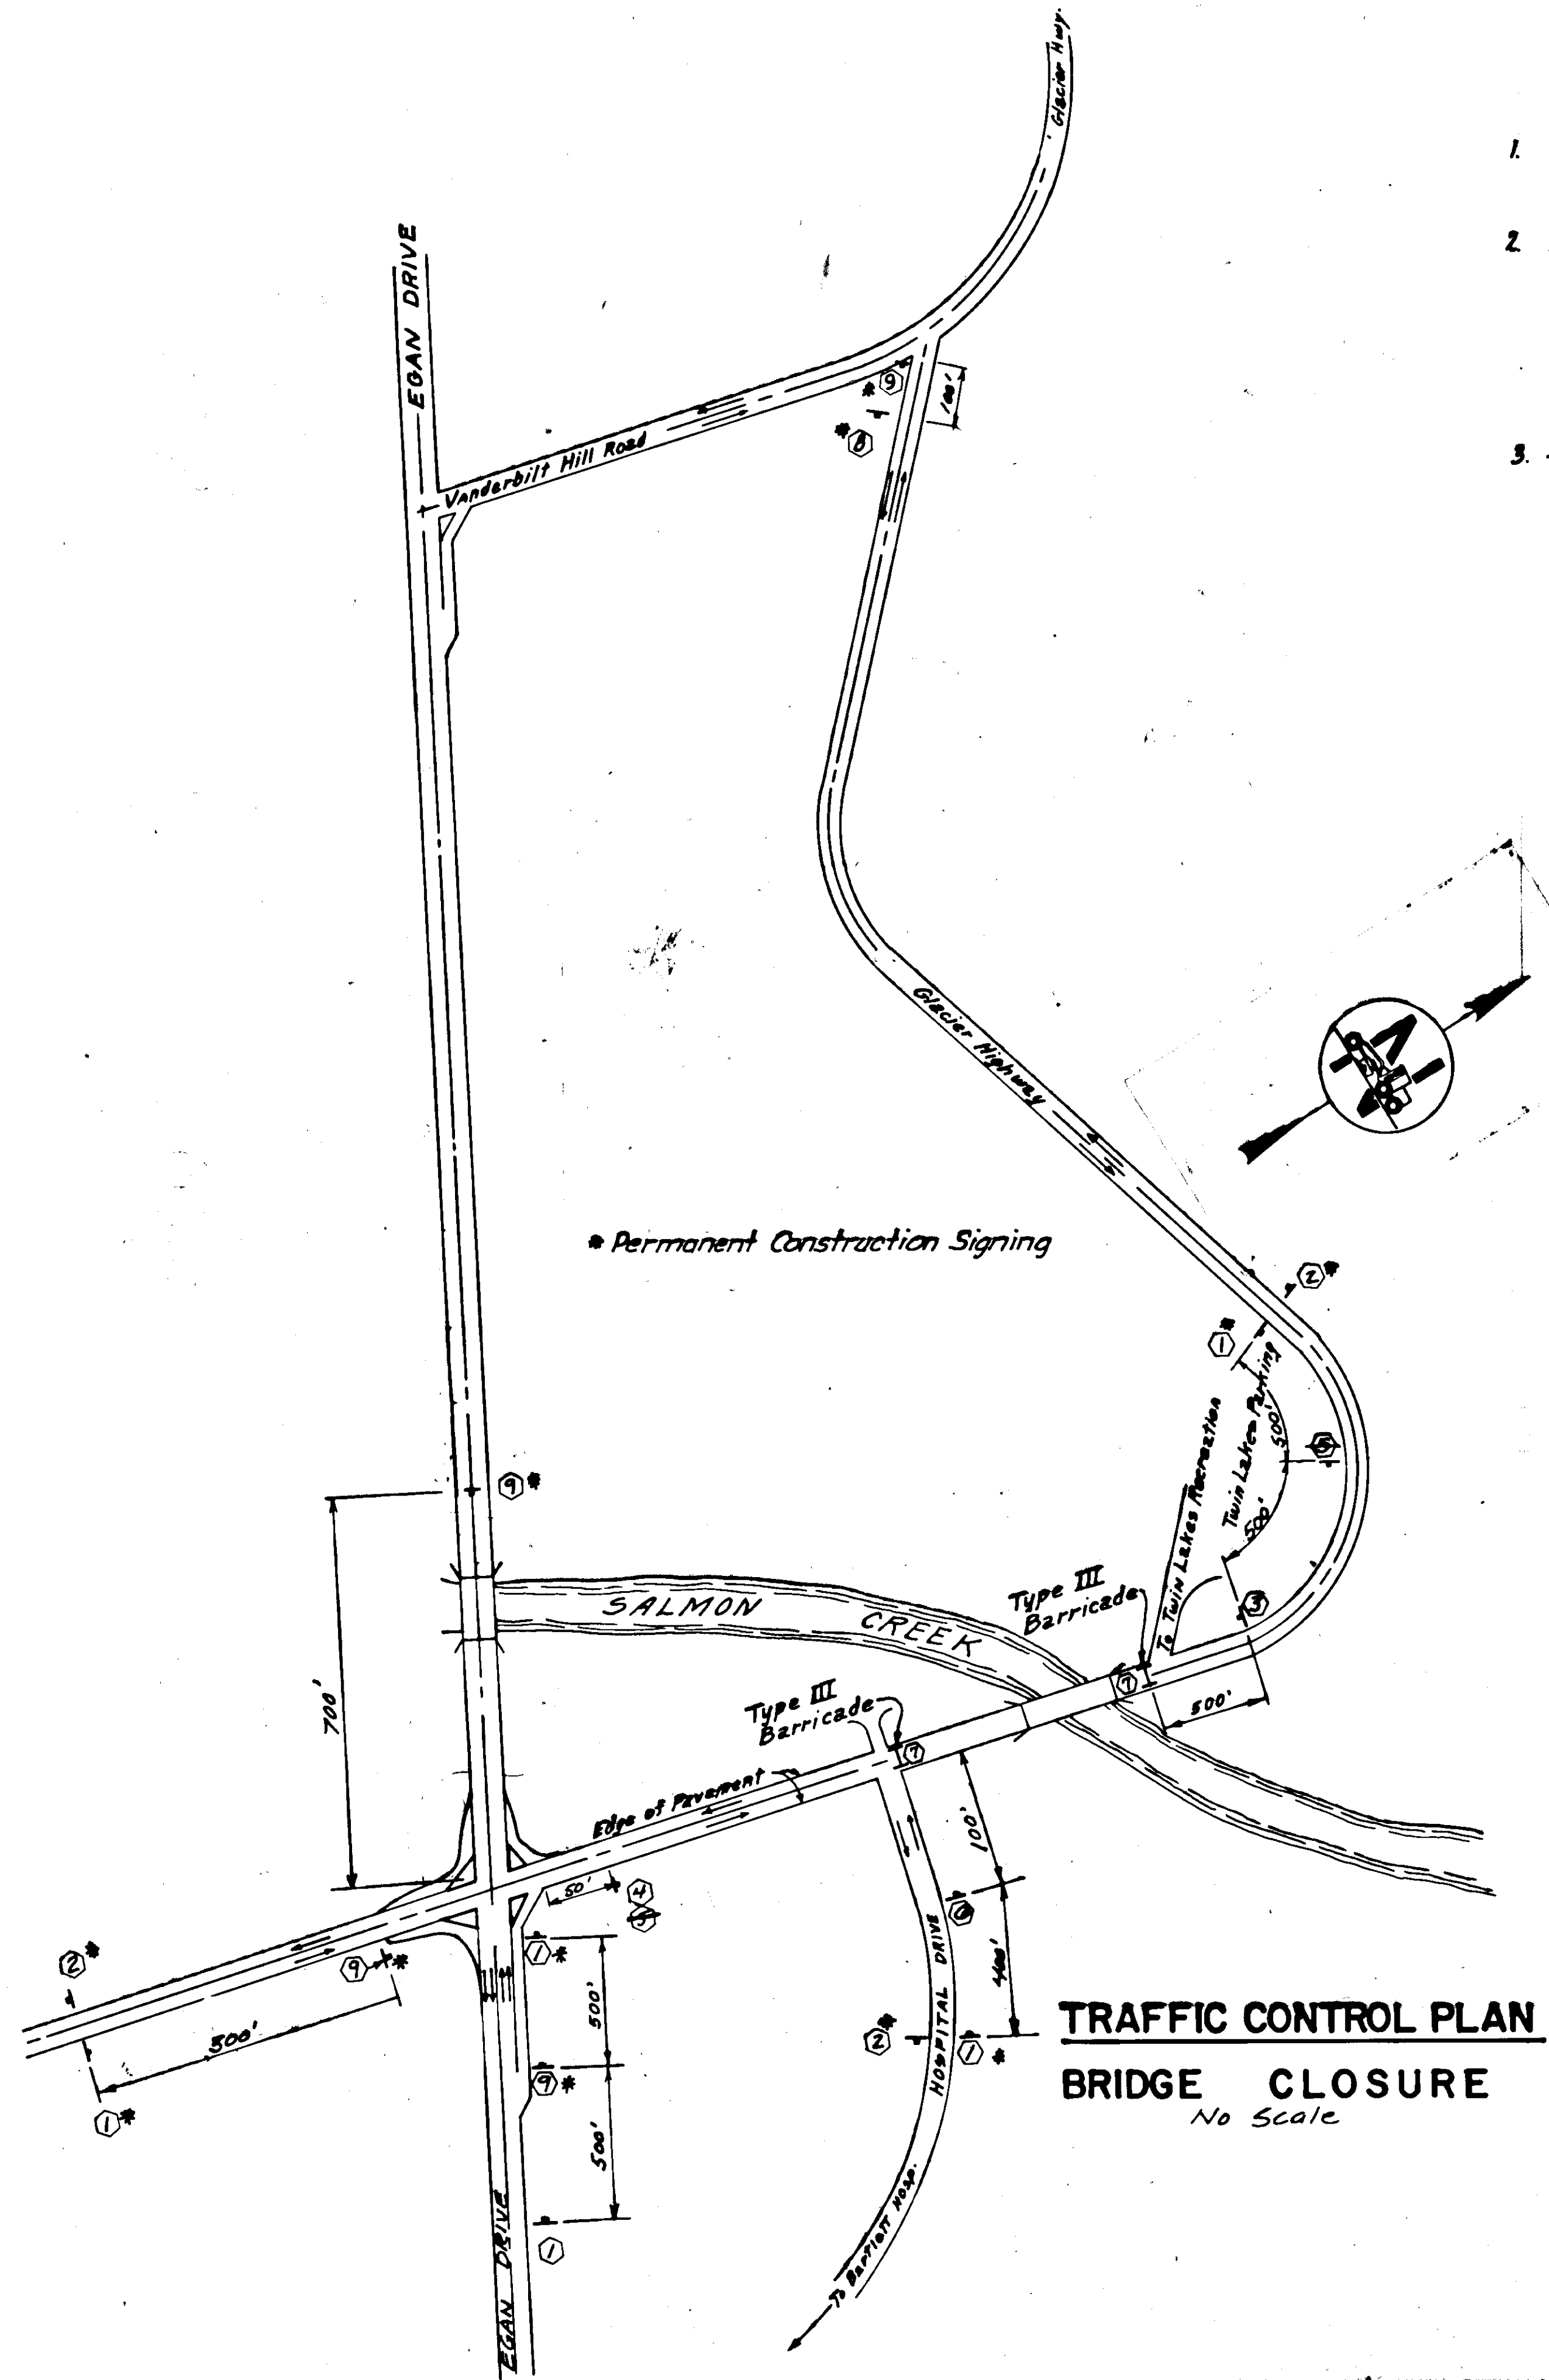 Glacier Hwy.
1.
2.
3.
EGAN DRIVE
9
*
100'
8
*
Vanderbilt Hill Road
Glacier Highway
* Permanent Construction Signing
2 *
1 *
Twin Lakes Parking
500'
5
500'
To Twin Lakes Recreation
9 *
3
Type III
Barricade
SALMON CREEK
7
500'
700'
Type III
Barricade
7
Edge of Pavement
100'
50'
4
5
6
400'
2 *
9 *
1 *
500'
300'
1 *
HOSPITAL DRIVE
2 *
1 *
9 *
500'
1
TRAFFIC CONTROL PLAN
BRIDGE CLOSURE
No Scale
To Bartlett Hosp.
EGAN DRIVE